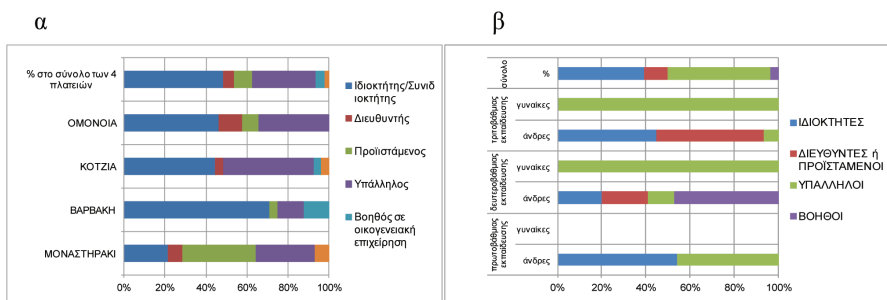 α
% στο σύνολο των 4
πλατειών
ΟΜΟΝΟΙΑ
ΚΟΤΖΙΑ
ΒΑΡΒΑΚΗ
ΜΟΝΑΣΤΗΡΑΚΙ
0% 20% 40% 60% 80% 100%
Ιδιοκτήτης/Συνιδ
ιοκτήτης
Διευθυντής
Προϊστάμενος
Υπάλληλος
Βοηθός σε
οικογενειακή
επιχείρηση
β
σύνολο
%
τριτοβάθμιας
εκπαίδευσης
γυναίκες
άνδρες
δευτεροβάθμιας
εκπαίδευσης
γυναίκες
άνδρες
πρωτοβάθμιας
εκπαίδευσης
γυναίκες
άνδρες
0% 20% 40% 60% 80% 100%
ΙΔΙΟΚΤΗΤΕΣ
ΔΙΕΥΘΥΝΤΕΣ ή
ΠΡΟΪΣΤΑΜΕΝΟΙ
ΥΠΑΛΛΗΛΟΙ
ΒΟΗΘΟΙ